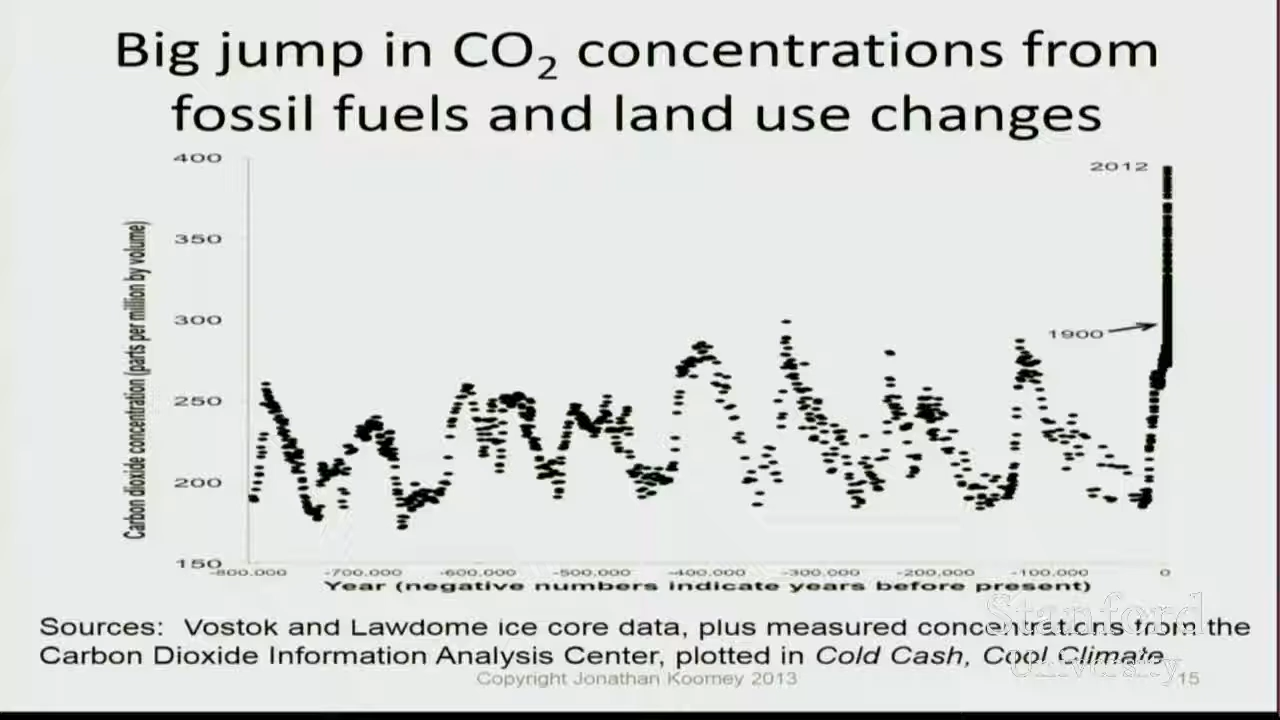 Big jump in CO₂ concentrations from
fossil fuels and land use changes
400
350
300
250
200
150
Carbon dioxide concentration (parts per million by volume)
2012
1900
-800,000
-700,000
-600,000
-500,000
-400,000
-300,000
-200,000
-100,000
0
Year (negative numbers indicate years before present)
Sources: Vostok and Lawdome ice core data, plus measured concentrations from the
Carbon Dioxide Information Analysis Center, plotted in Cold Cash, Cool Climate
Copyright Jonathan Koomey 2013
15
Stanford
University